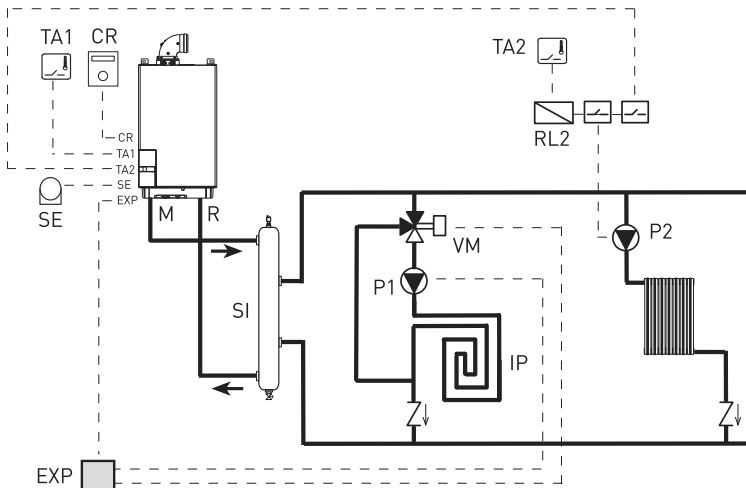 TA1 CR
TA2
RL2
CR
TA1
TA2
SE
EXP
SE
M R
VM
P2
P1
SI
IP
EXP